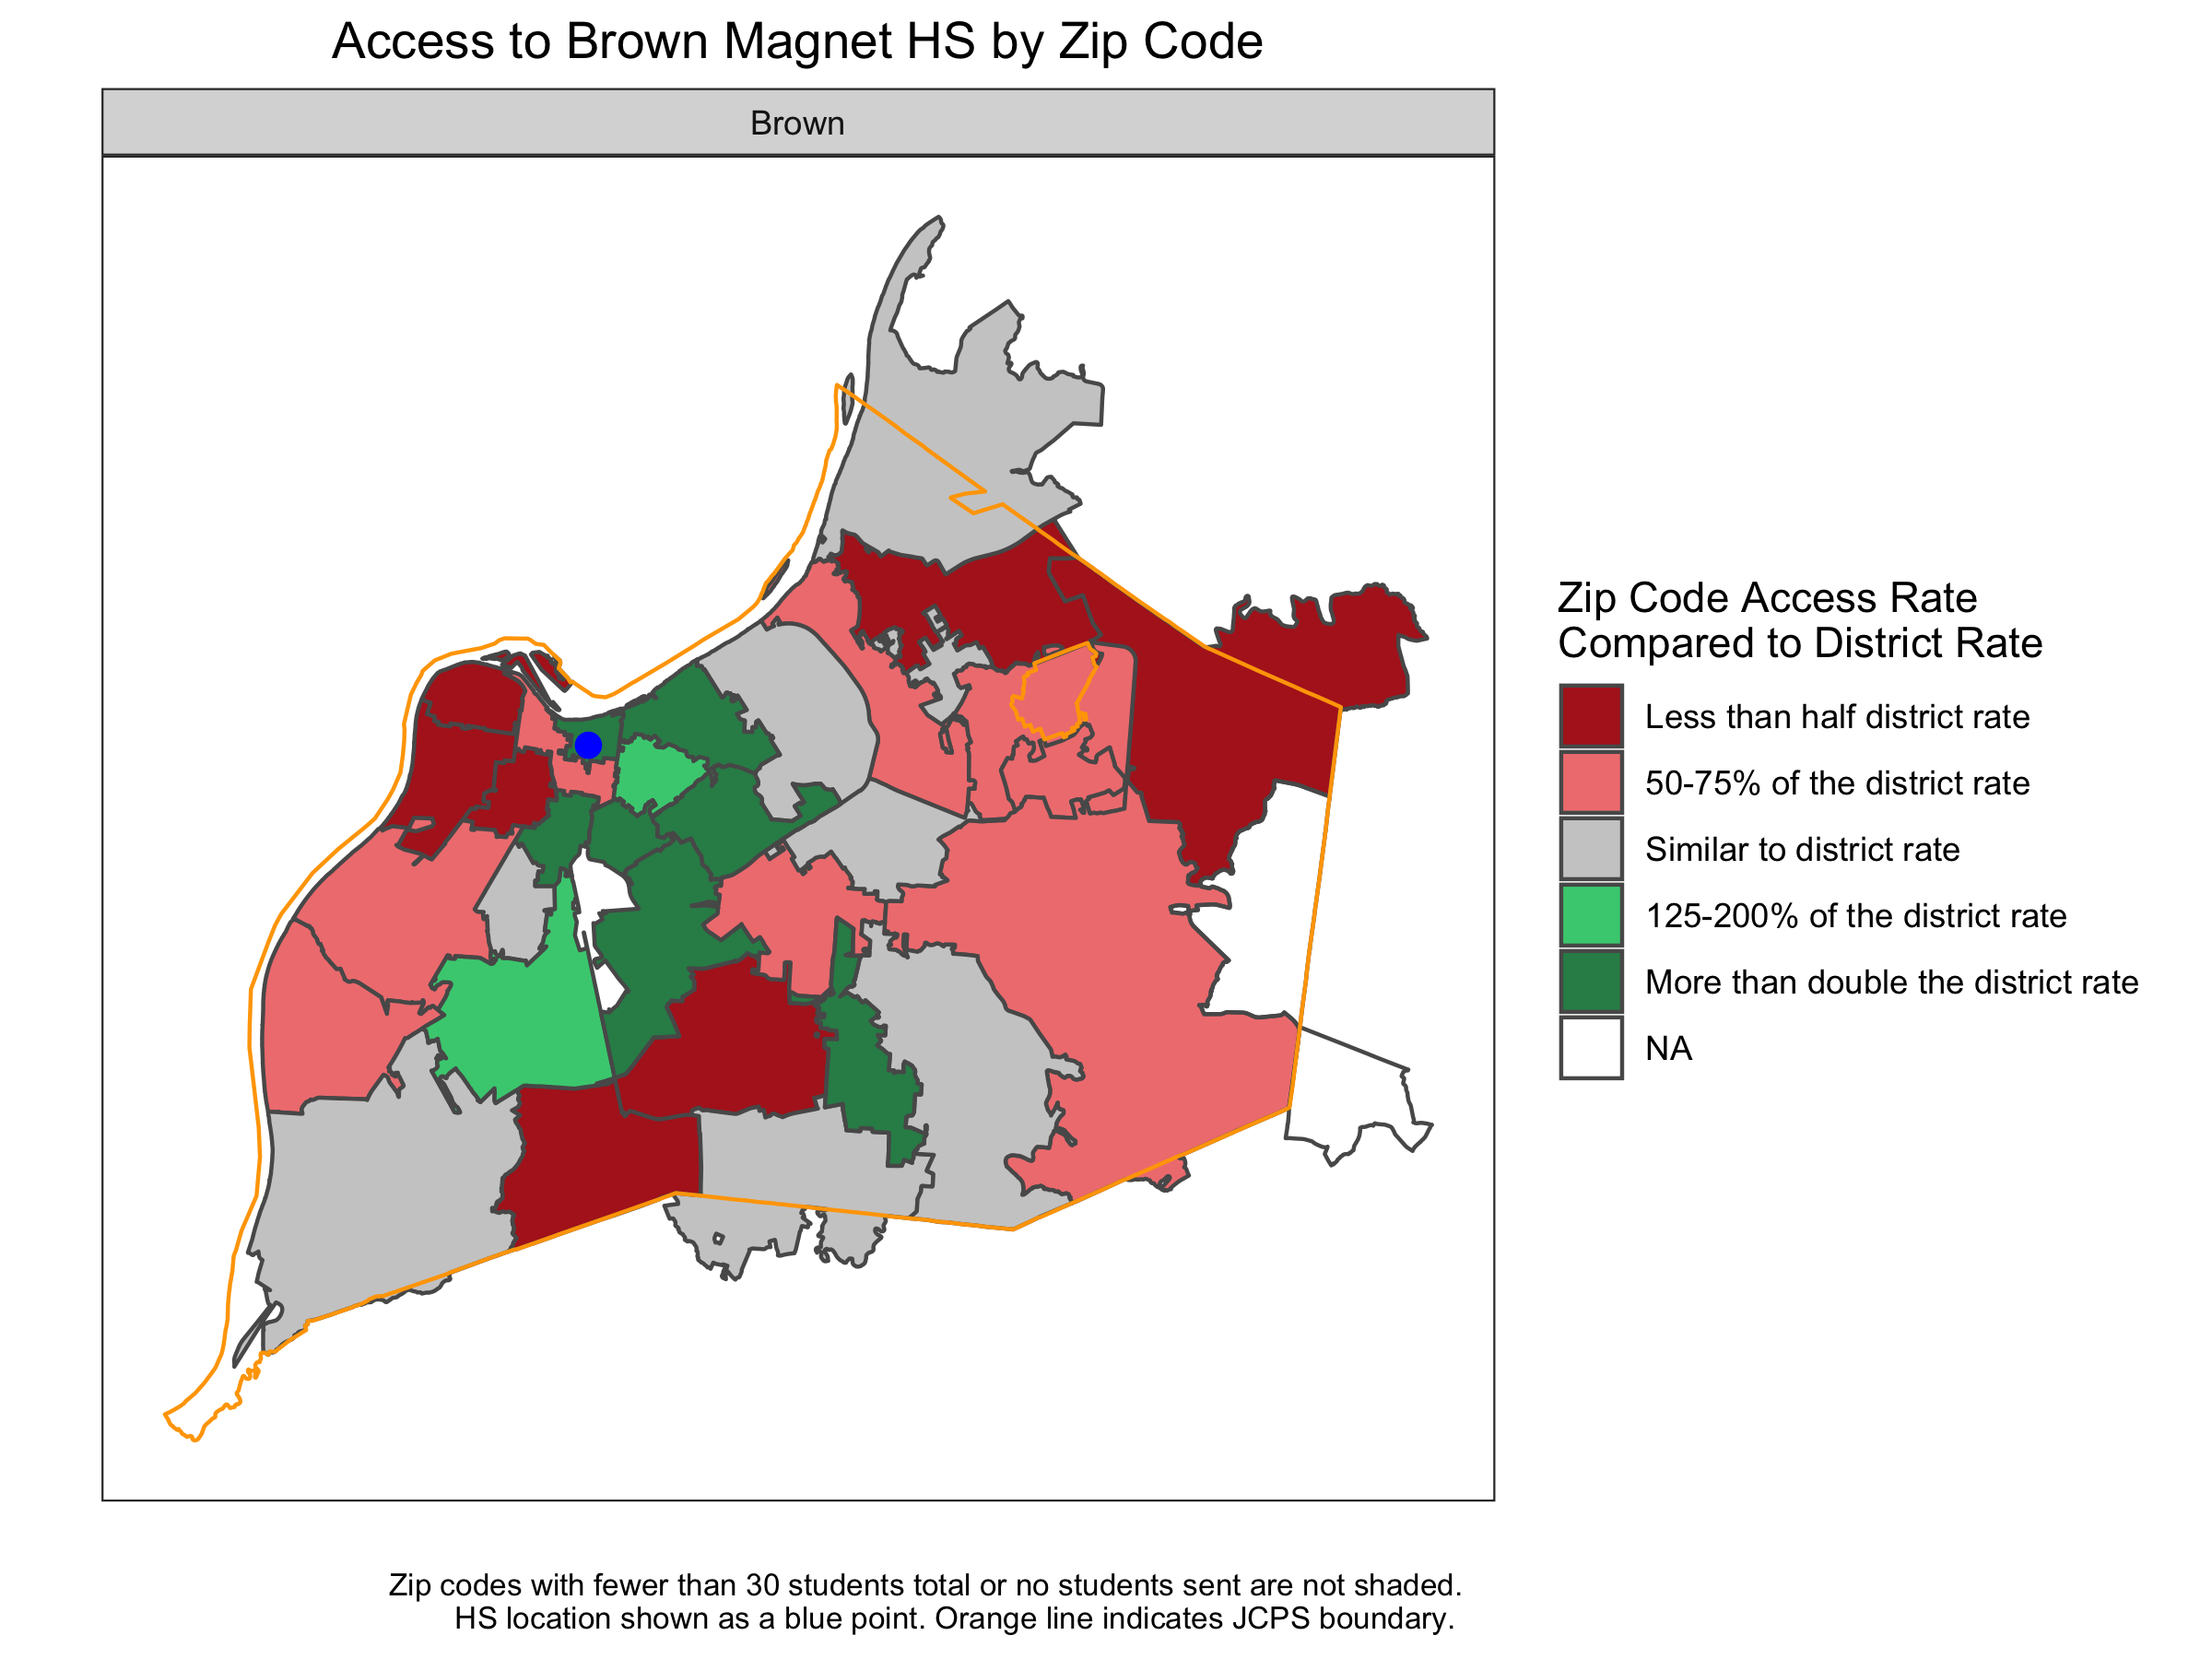 Access to Brown Magnet HS by Zip Code
Brown
Zip Code Access Rate
Compared to District Rate
Less than half district rate
50-75% of the district rate
Similar to district rate
125-200% of the district rate
More than double the district rate
NA
Zip codes with fewer than 30 students total or no students sent are not shaded.
HS location shown as a blue point. Orange line indicates JCPS boundary.